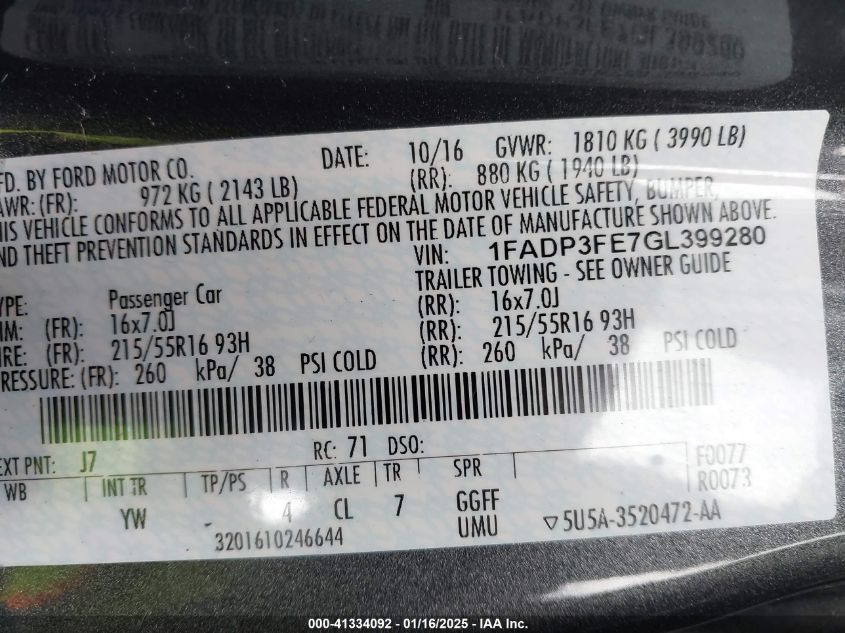 FD. BY FORD MOTOR CO. DATE: 10/16 GVWR: 1810 KG ( 3990 LB)
AWR: (FR): 972 KG ( 2143 LB) (RR): 880 KG ( 1940 LB)
IS VEHICLE CONFORMS TO ALL APPLICABLE FEDERAL MOTOR VEHICLE SAFETY, BUMPER,
ND THEFT PREVENTION STANDARDS IN EFFECT ON THE DATE OF MANUFACTURE SHOWN ABOVE.
VIN: 1FADP3FE7GL399280
TRAILER TOWING - SEE OWNER GUIDE
YPE: Passenger Car
IM: (FR): 16x7.0J (RR): 16x7.0J
IRE: (FR): 215/55R16 93H (RR): 215/55R16 93H
PRESSURE: (FR): 260 kPa/ 38 PSI COLD (RR): 260 kPa/ 38 PSI COLD
EXT PNT: J7 RC: 71 DSO: F0077
WB INT TR TP/PS R AXLE TR SPR R0073
YW - 4 CL 7 GGFF
3201610246644 UMU ▽5U5A-3520472-AA
000-41334092 - 01/16/2025 - IAA Inc.